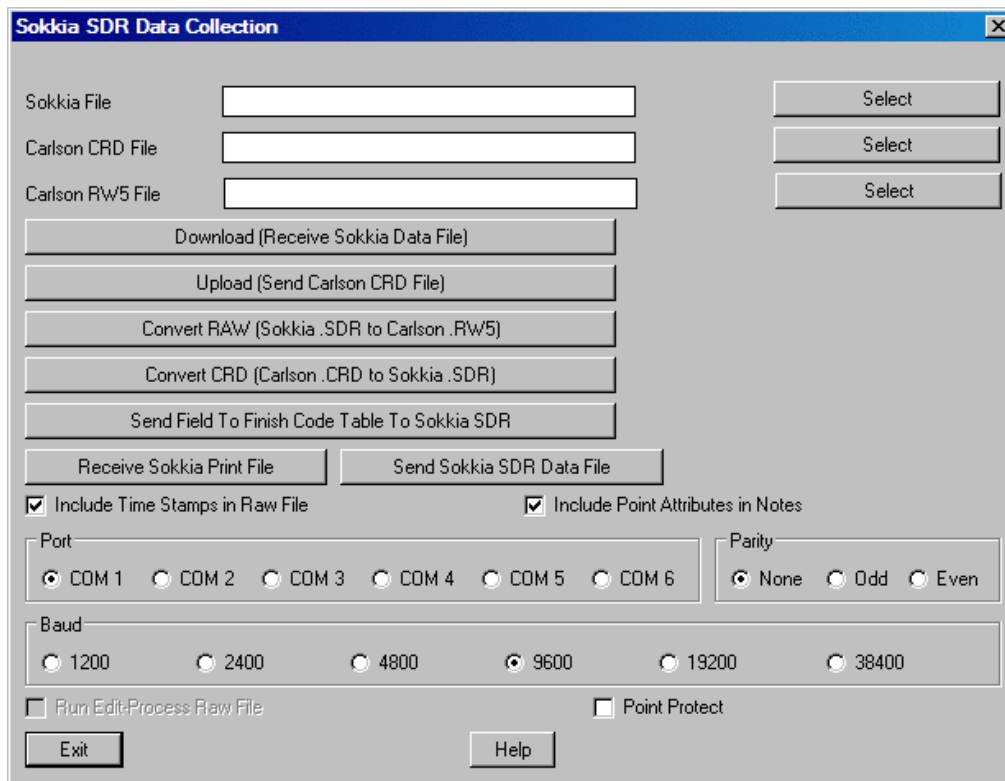 Sokkia SDR Data Collection
Sokkia File Select
Carlson CRD File Select
Carlson RW5 File Select
Download (Receive Sokkia Data File)
Upload (Send Carlson CRD File)
Convert RAW (Sokkia .SDR to Carlson .RW5)
Convert CRD (Carlson .CRD to Sokkia .SDR)
Send Field To Finish Code Table To Sokkia SDR
Receive Sokkia Print File Send Sokkia SDR Data File
Include Time Stamps in Raw File Include Point Attributes in Notes
Port Parity
COM 1 COM 2 COM 3 COM 4 COM 5 COM 6 None Odd Even
Baud
1200 2400 4800 9600 19200 38400
Run Edit-Process Raw File Point Protect
Exit Help